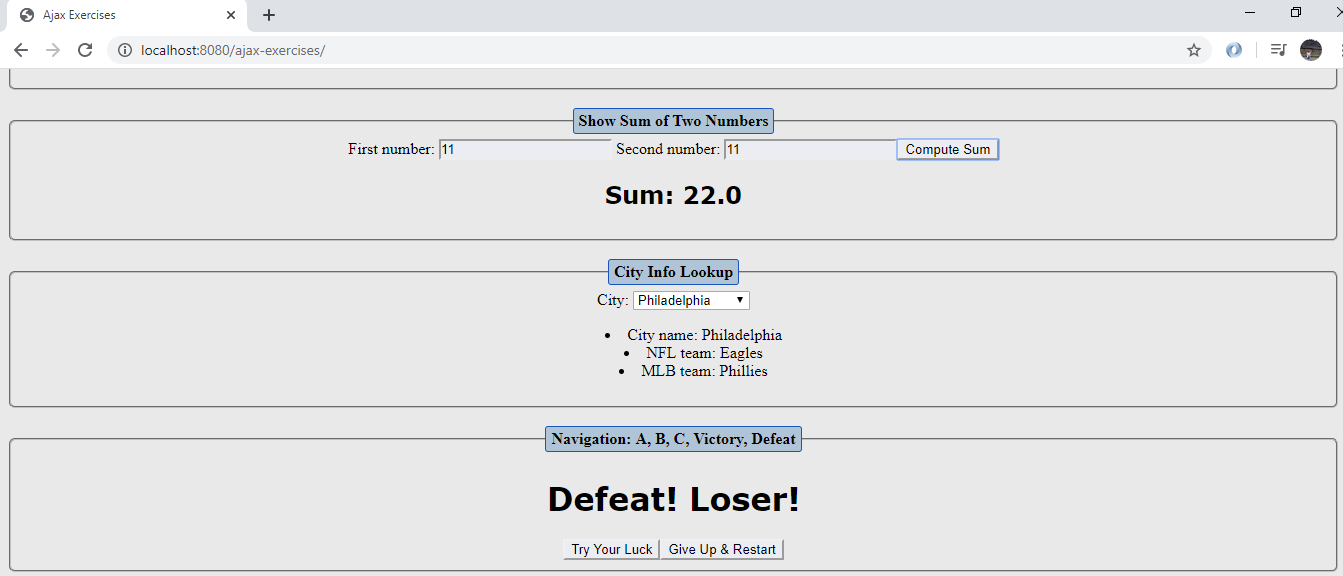 Ajax Exercises
localhost:8080/ajax-exercises/
Show Sum of Two Numbers
First number: 11 Second number: 11 Compute Sum
Sum: 22.0
City Info Lookup
City: Philadelphia
• City name: Philadelphia
• NFL team: Eagles
• MLB team: Phillies
Navigation: A, B, C, Victory, Defeat
Defeat! Loser!
Try Your Luck Give Up & Restart